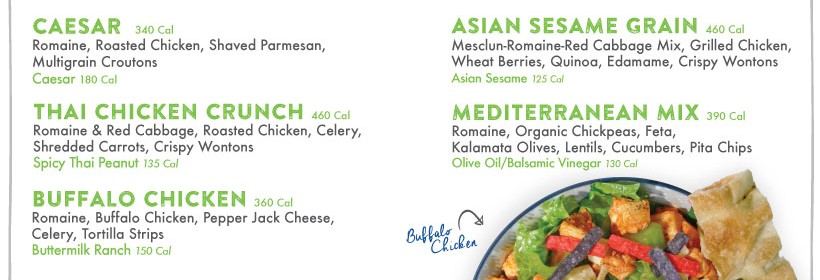 CAESAR 340 Cal
Romaine, Roasted Chicken, Shaved Parmesan,
Multigrain Croutons
Caesar 180 Cal
THAI CHICKEN CRUNCH 460 Cal
Romaine & Red Cabbage, Roasted Chicken, Celery,
Shredded Carrots, Crispy Wontons
Spicy Thai Peanut 135 Cal
BUFFALO CHICKEN 360 Cal
Romaine, Buffalo Chicken, Pepper Jack Cheese,
Celery, Tortilla Strips
Buttermilk Ranch 150 Cal
ASIAN SESAME GRAIN 460 Cal
Mesclun-Romaine-Red Cabbage Mix, Grilled Chicken,
Wheat Berries, Quinoa, Edamame, Crispy Wontons
Asian Sesame 125 Cal
MEDITERRANEAN MIX 390 Cal
Romaine, Organic Chickpeas, Feta,
Kalamata Olives, Lentils, Cucumbers, Pita Chips
Olive Oil/Balsamic Vinegar 130 Cal
Buffalo
Chicken